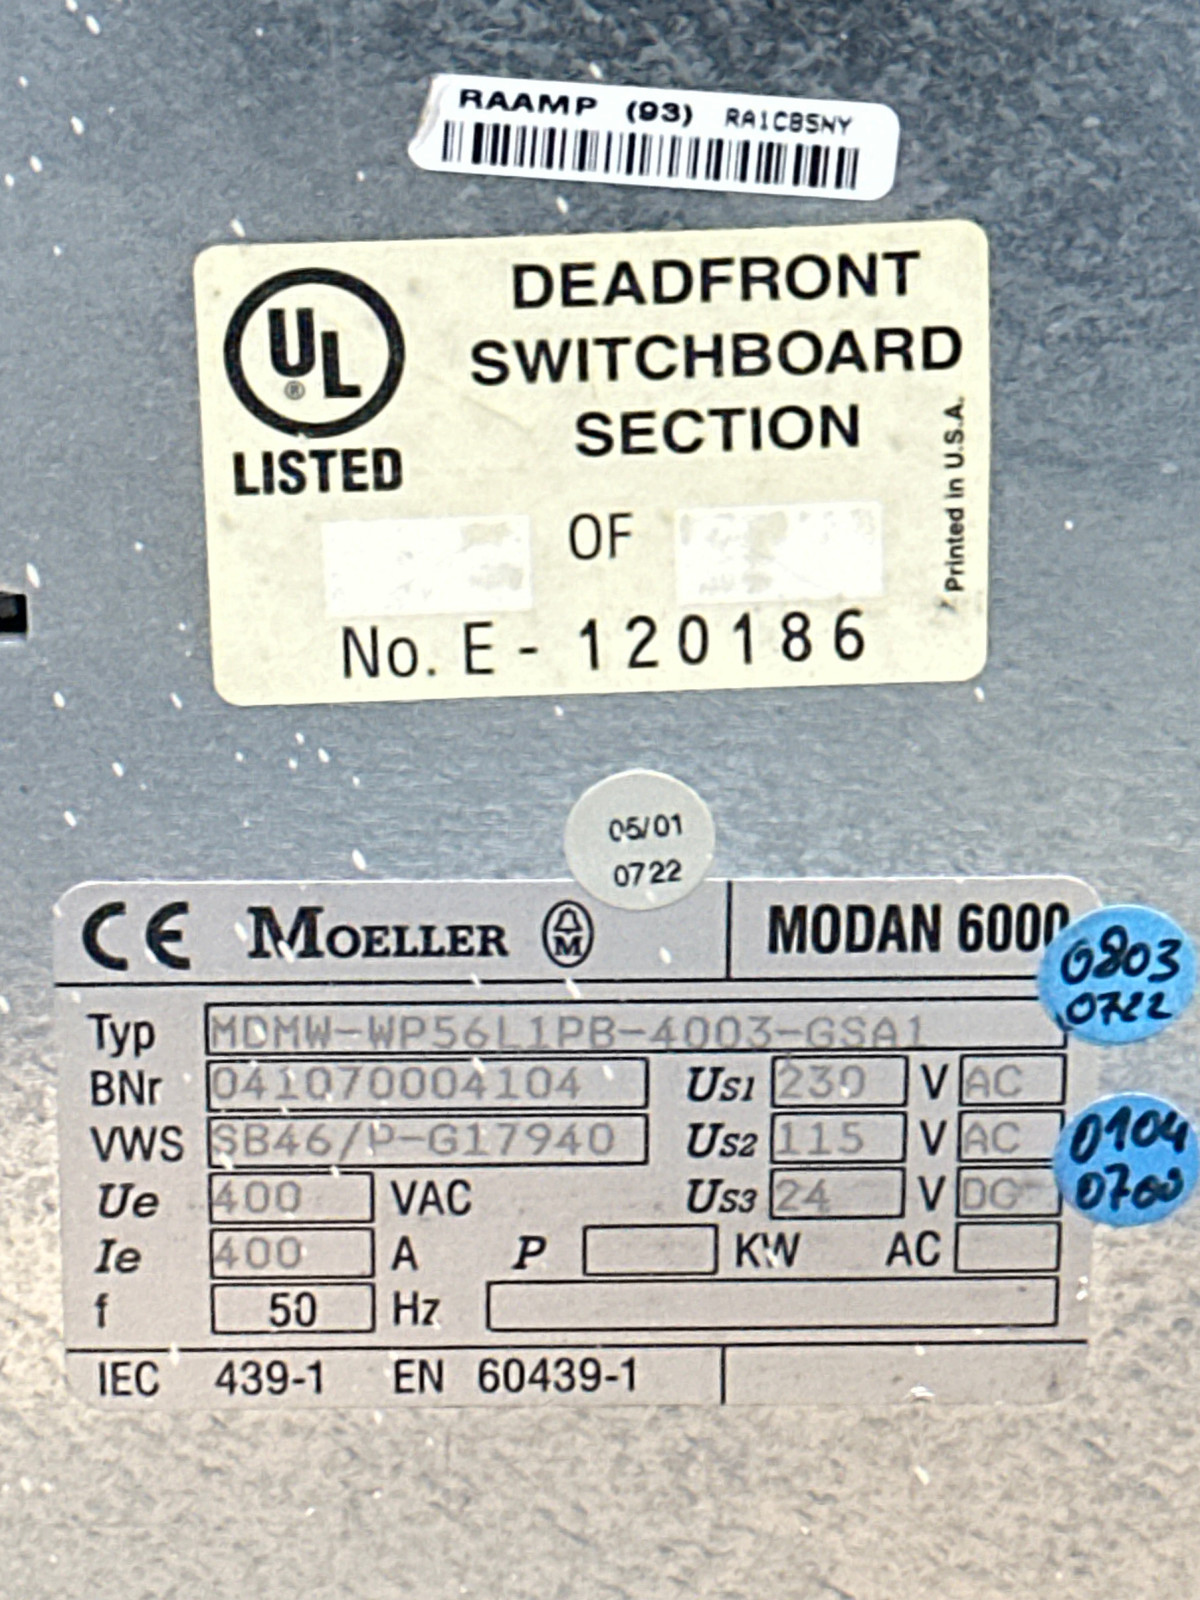 RAAMP (93) RA1CB5NY
UL
®
LISTED
DEADFRONT
SWITCHBOARD
SECTION
OF
No. E - 120186
Printed in U.S.A.
05/01
0722
CE MOELLER M MODAN 6000
0803
0722
Typ MDMW-WP56L1PB-4003-GSA1
BNr 041070004104 US1 230 V AC
VWS SB46/P-G17940 US2 115 V AC
0104
0760
Ue 400 VAC US3 24 V DC
Ie 400 A P KW AC
f 50 Hz
IEC 439-1 EN 60439-1